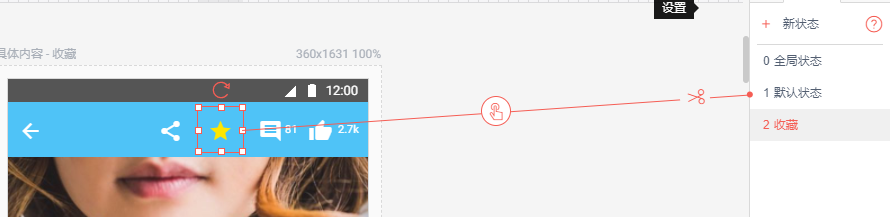 设置
新状态
具体内容 - 收藏
360x1631 100%
0 全局状态
12:00
1 默认状态
81
2.7k
2 收藏